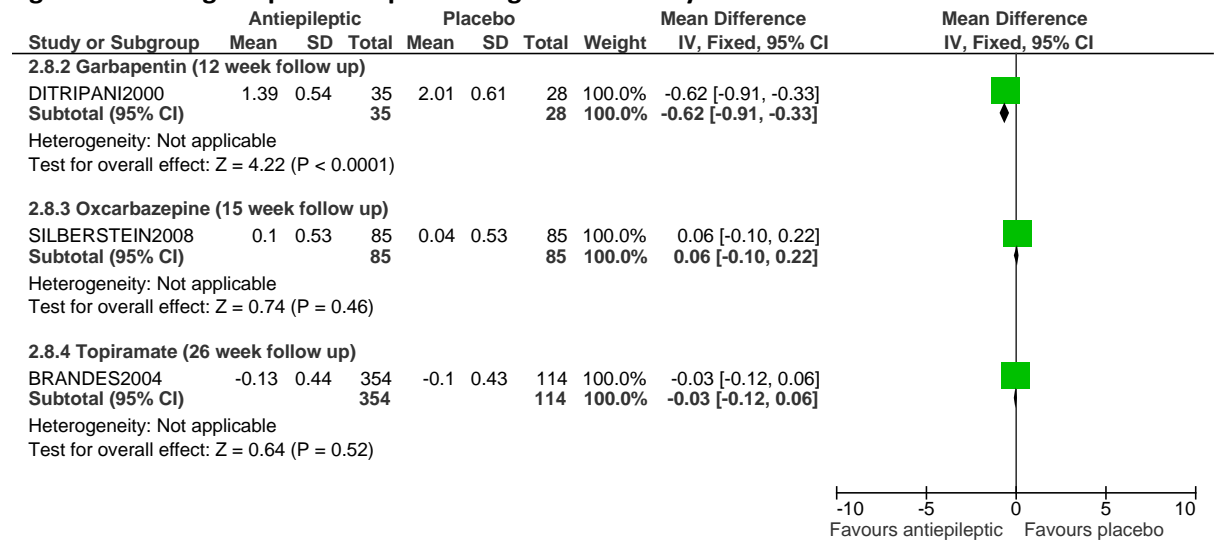 Antiepileptic Placebo Mean Difference Mean Difference
Study or Subgroup Mean SD Total Mean SD Total Weight IV, Fixed, 95% CI IV, Fixed, 95% CI
2.8.2 Garbapentin (12 week follow up)
DITRIPANI2000 1.39 0.54 35 2.01 0.61 28 100.0% -0.62 [-0.91, -0.33]
Subtotal (95% CI) 35 28 100.0% -0.62 [-0.91, -0.33]
Heterogeneity: Not applicable
Test for overall effect: Z = 4.22 (P < 0.0001)
2.8.3 Oxcarbazepine (15 week follow up)
SILBERSTEIN2008 0.1 0.53 85 0.04 0.53 85 100.0% 0.06 [-0.10, 0.22]
Subtotal (95% CI) 85 85 100.0% 0.06 [-0.10, 0.22]
Heterogeneity: Not applicable
Test for overall effect: Z = 0.74 (P = 0.46)
2.8.4 Topiramate (26 week follow up)
BRANDES2004 -0.13 0.44 354 -0.1 0.43 114 100.0% -0.03 [-0.12, 0.06]
Subtotal (95% CI) 354 114 100.0% -0.03 [-0.12, 0.06]
Heterogeneity: Not applicable
Test for overall effect: Z = 0.64 (P = 0.52)
-10 -5 0 5 10
Favours antiepileptic Favours placebo